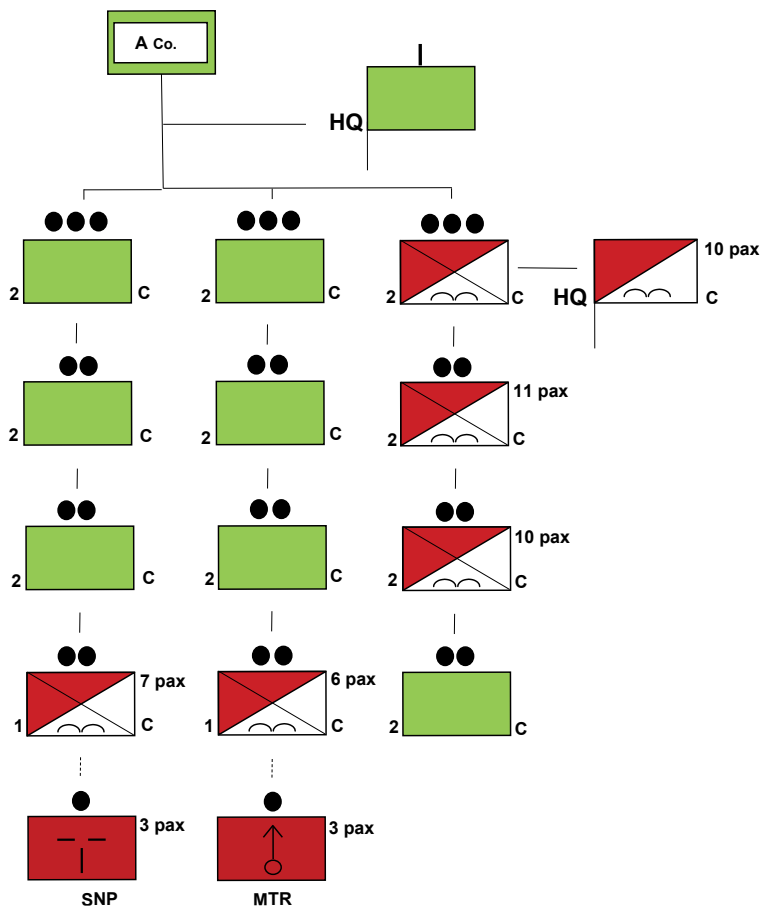 A Co.
HQ
2 C
2 C
2 C
10 pax
HQ C
2 C
2 C
11 pax
2 C
2 C
2 C
10 pax
2 C
7 pax
1 C
6 pax
1 C
2 C
3 pax
3 pax
SNP
MTR